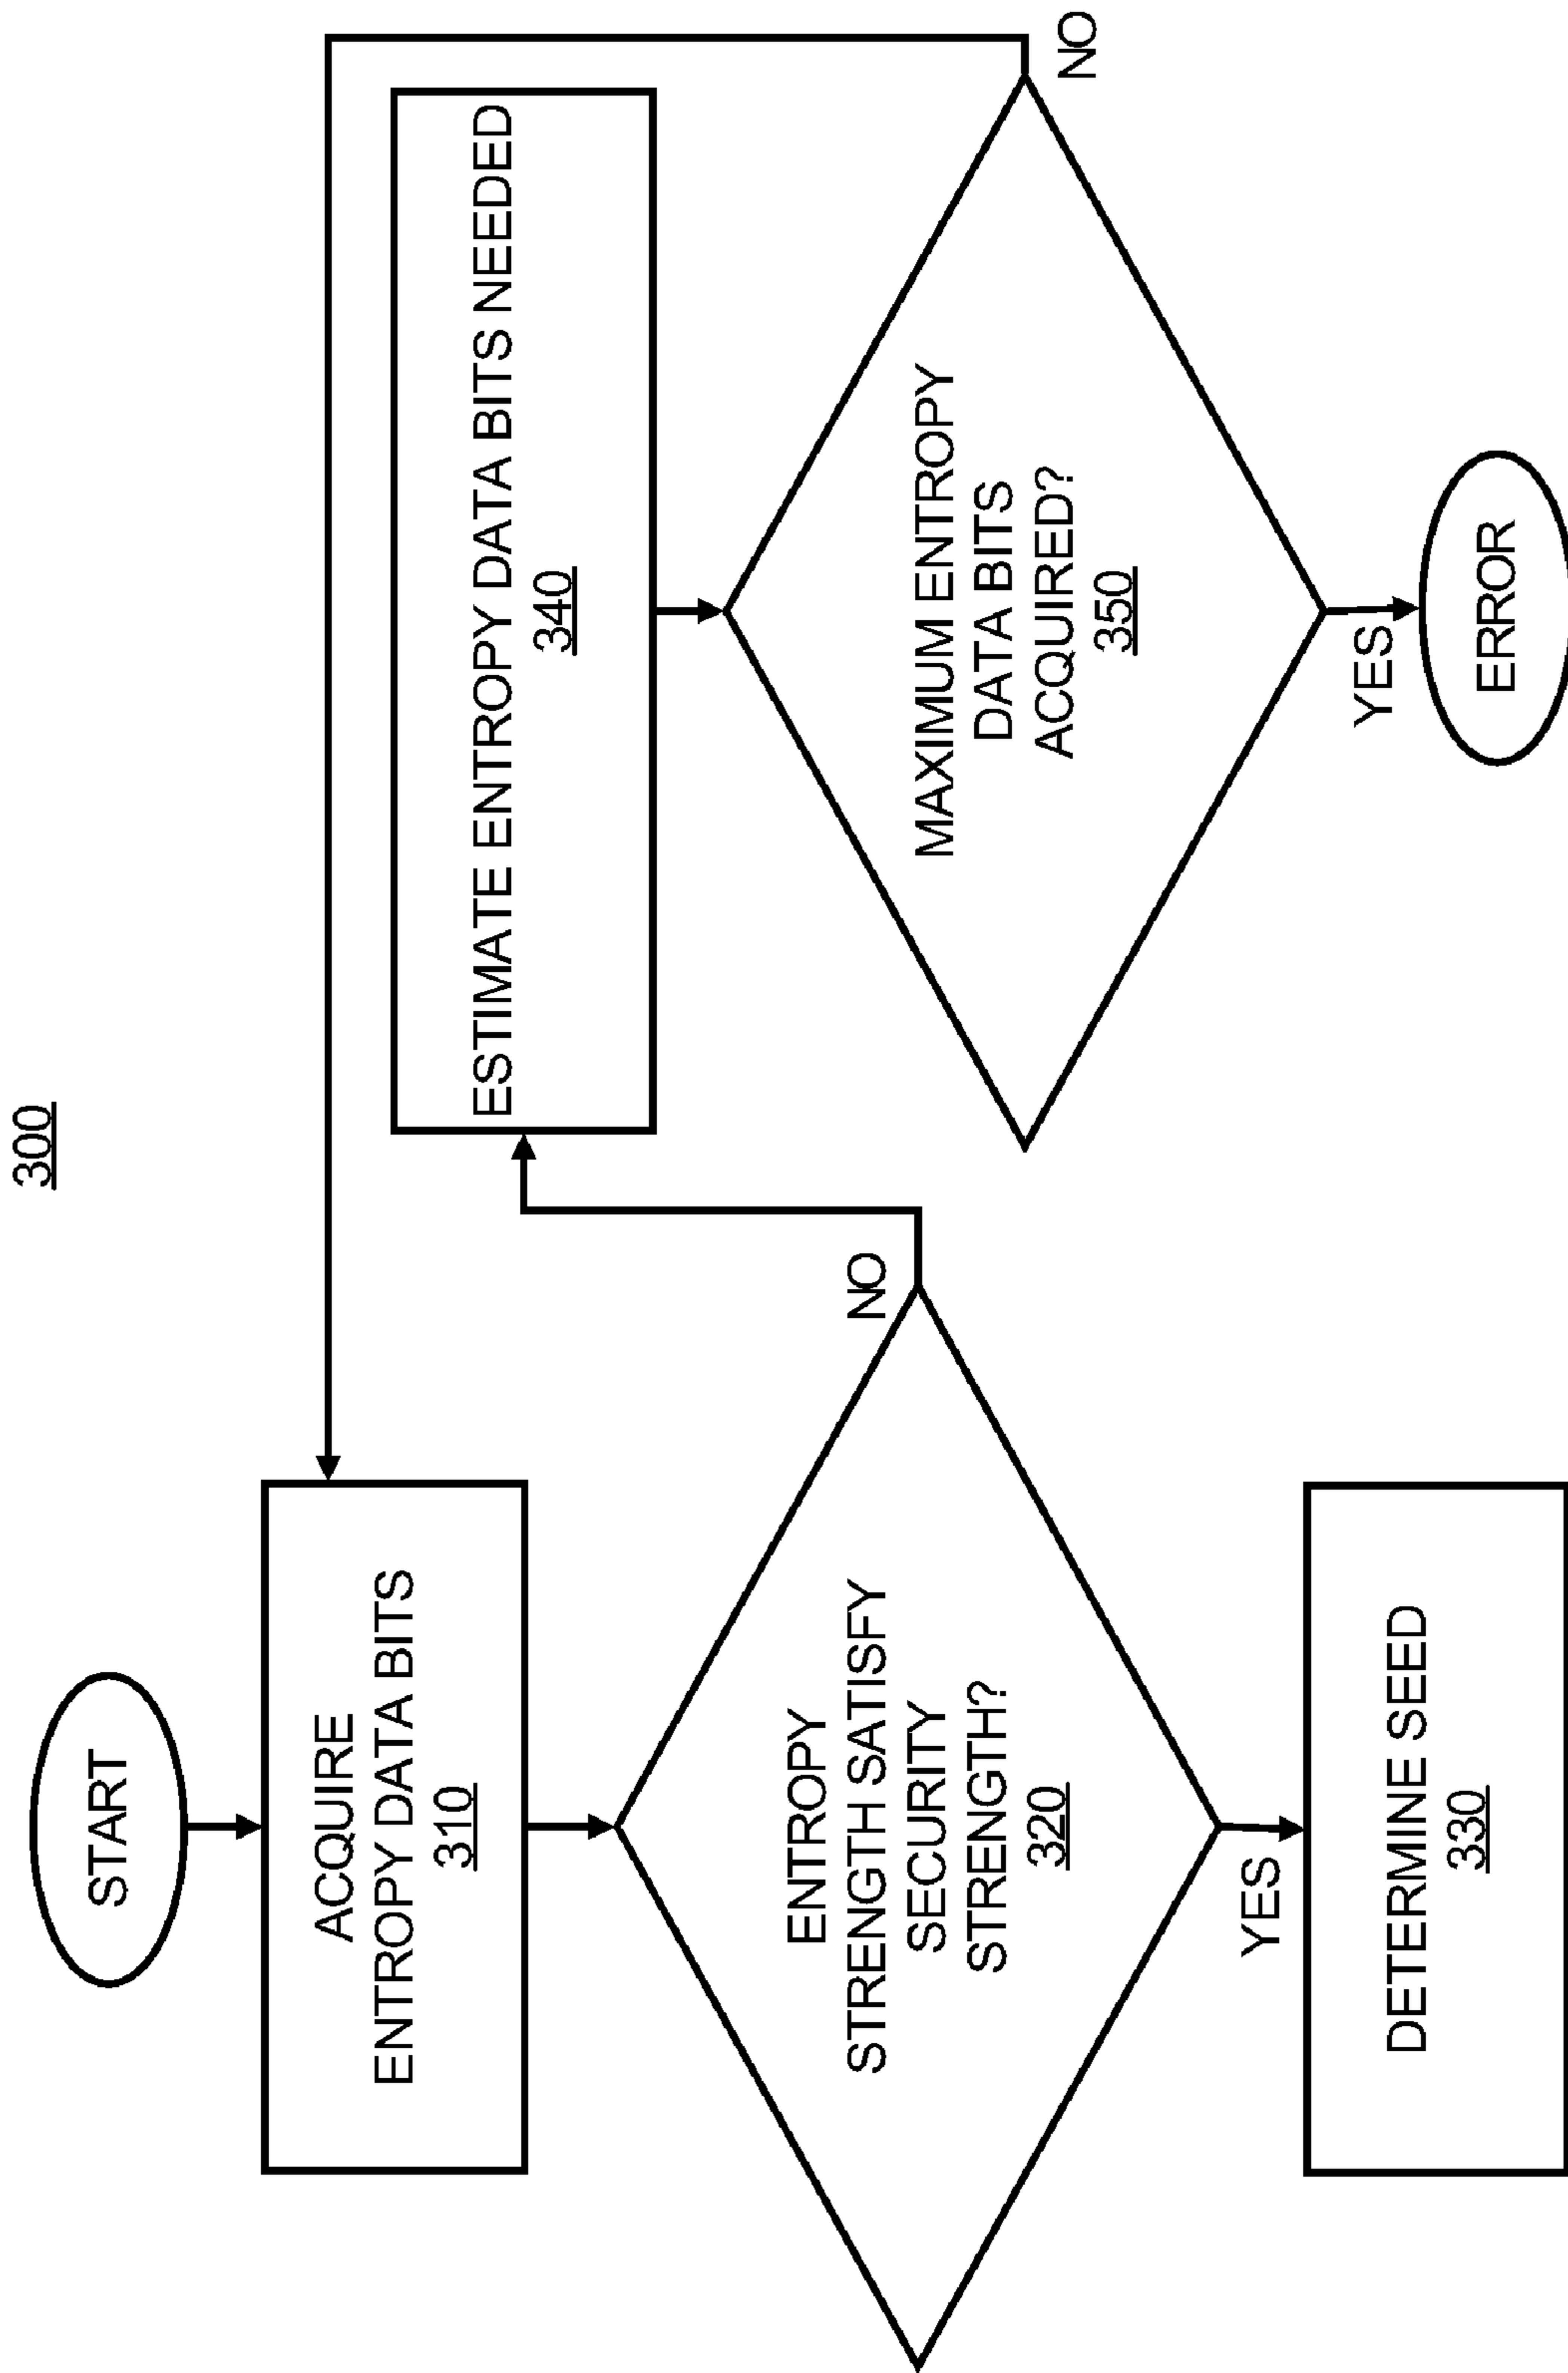 300
START
ACQUIRE
ENTROPY DATA BITS
310
ENTROPY
STRENGTH SATISFY
SECURITY
STRENGTH?
320
NO
YES
DETERMINE SEED
330
ESTIMATE ENTROPY DATA BITS NEEDED
340
MAXIMUM ENTROPY
DATA BITS
ACQUIRED?
350
NO
YES
ERROR